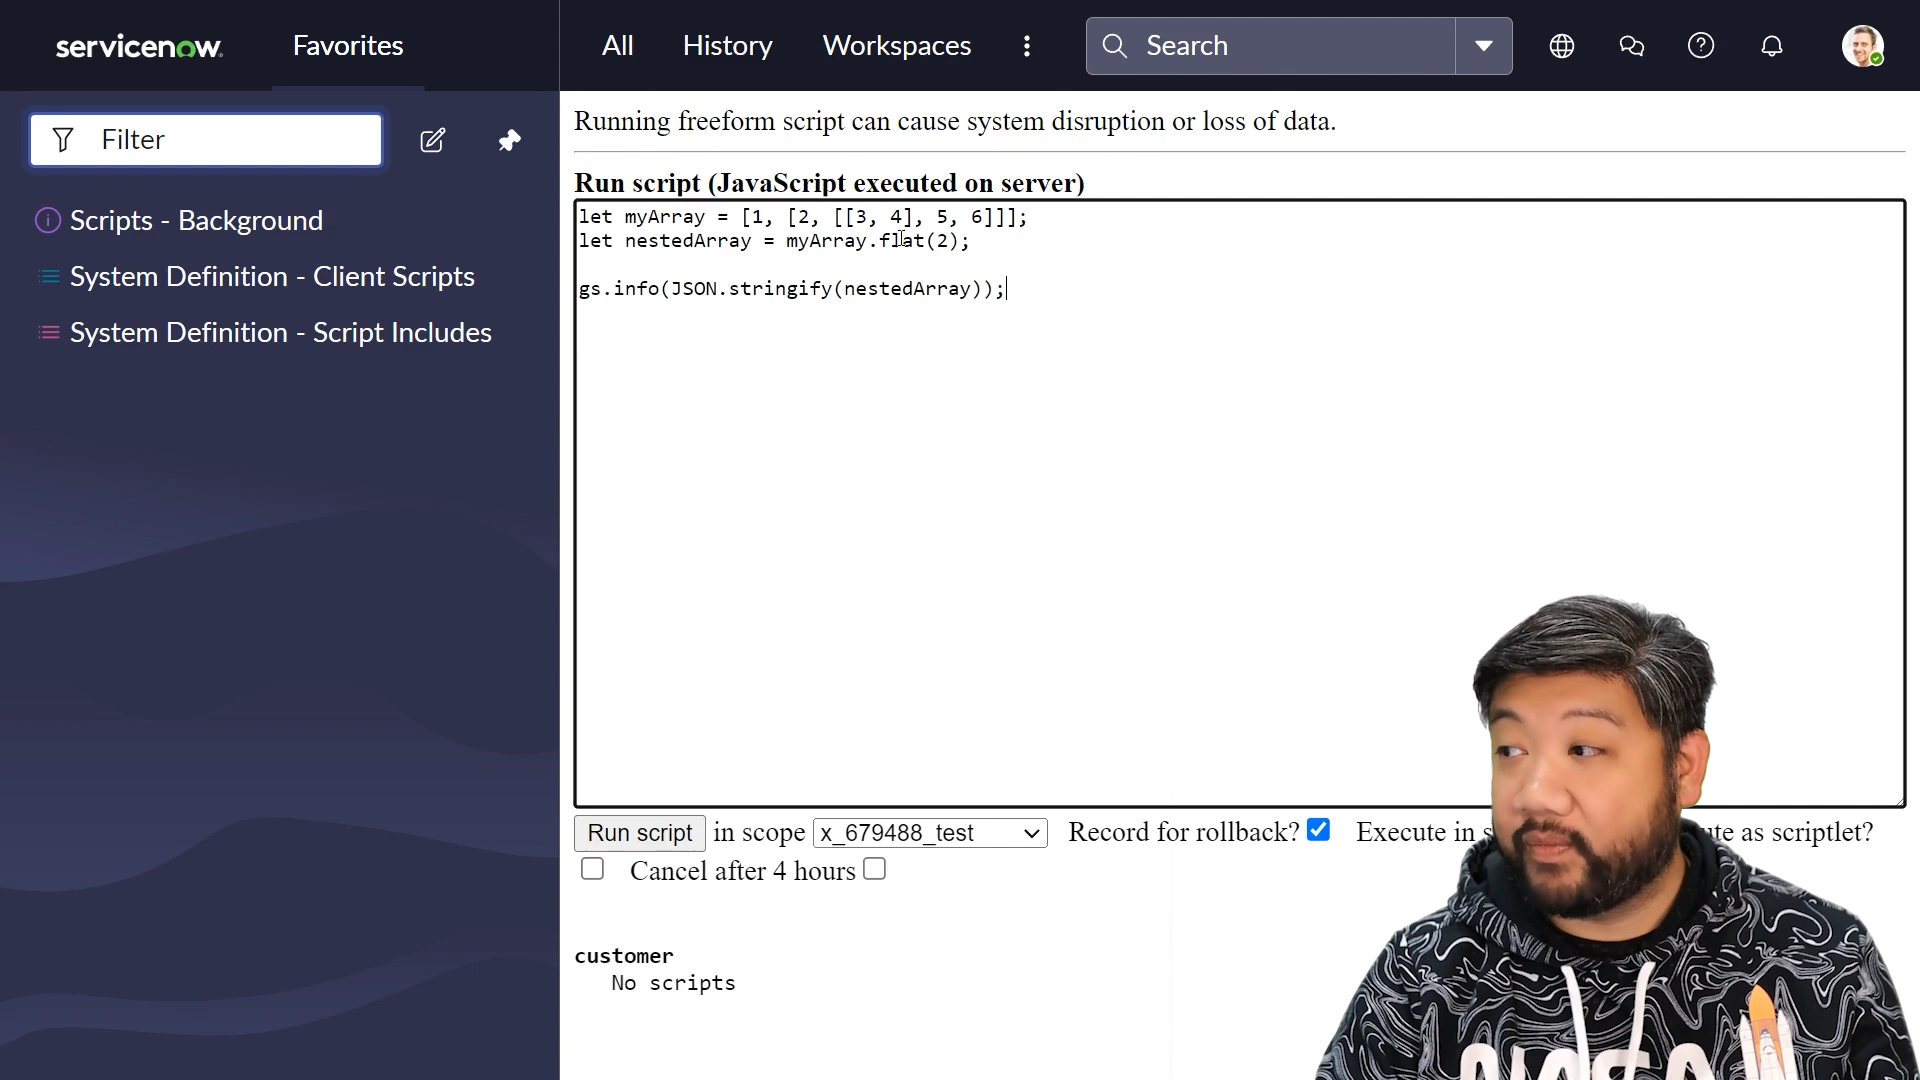 servicenow
Favorites
All
History
Workspaces
Search
Filter
Scripts - Background
System Definition - Client Scripts
System Definition - Script Includes
Running freeform script can cause system disruption or loss of data.
Run script (JavaScript executed on server)
let myArray = [1, [2, [[3, 4], 5, 6]]];
let nestedArray = myArray.flat(2);
gs.info(JSON.stringify(nestedArray));
Run script in scope x_679488_test Record for rollback? Execute in as scriptlet?
Cancel after 4 hours
customer
No scripts